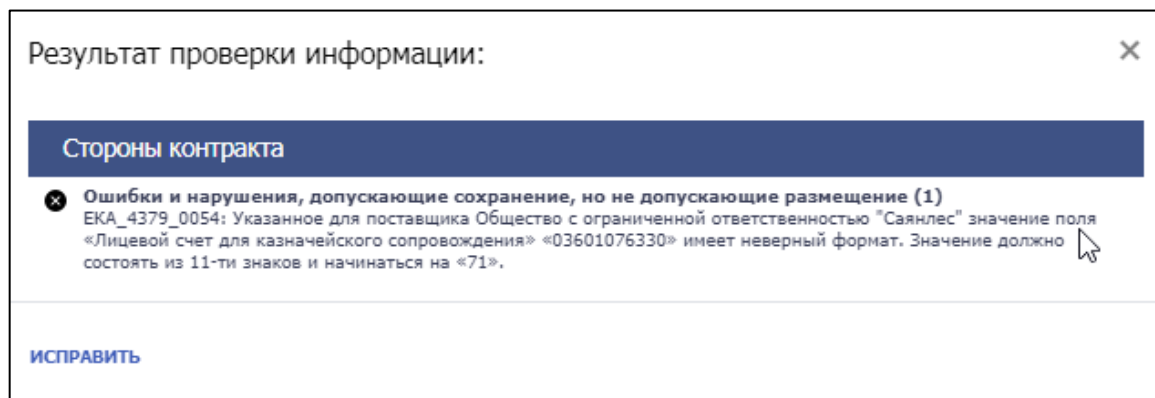 Результат проверки информации:
Стороны контракта
Ошибки и нарушения, допускающие сохранение, но не допускающие размещение (1)
EKA_4379_0054: Указанное для поставщика Общество с ограниченной ответственностью "Саянлес" значение поля
«Лицевой счет для казначейского сопровождения» «03601076330» имеет неверный формат. Значение должно
состоять из 11-ти знаков и начинаться на «71».
ИСПРАВИТЬ